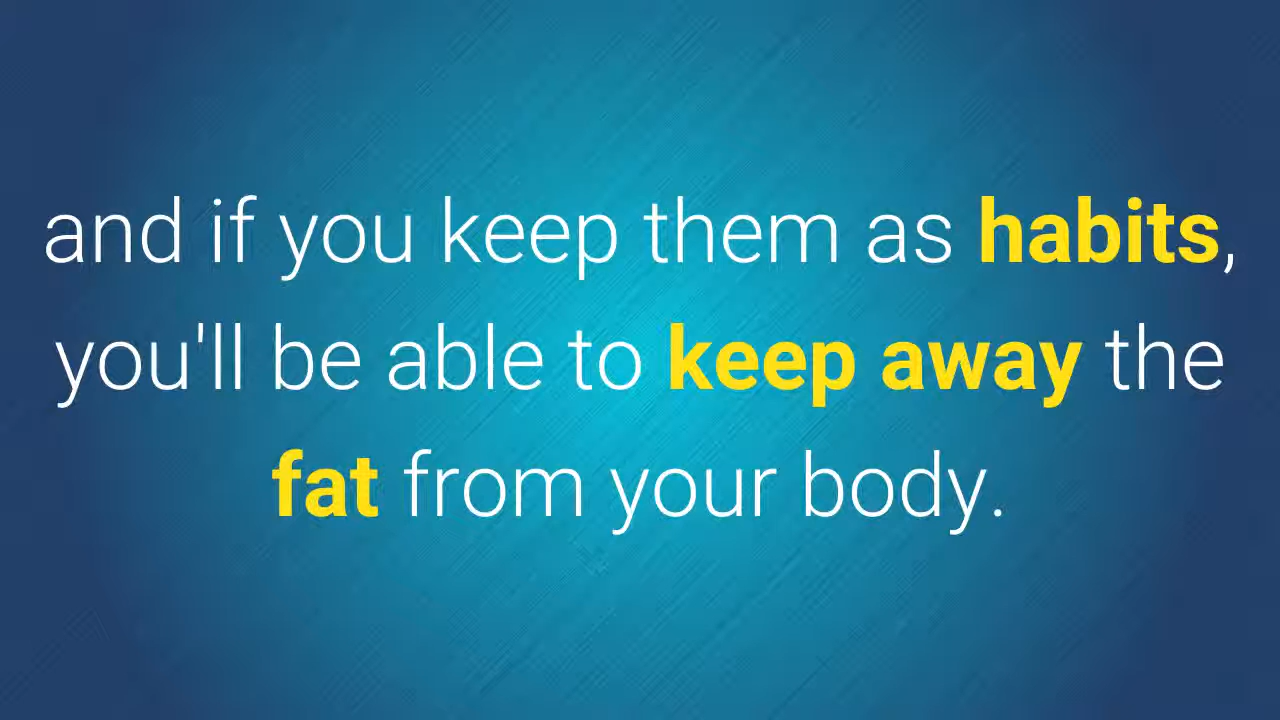 and if you keep them as habits,
you'll be able to keep away the
fat from your body.